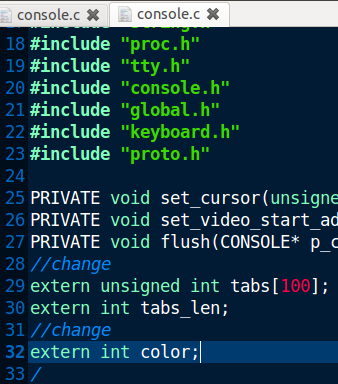 console.c console.c
18 #include "proc.h"
19 #include "tty.h"
20 #include "console.h"
21 #include "global.h"
22 #include "keyboard.h"
23 #include "proto.h"
24
25 PRIVATE void set_cursor(unsigne
26 PRIVATE void set_video_start_ad
27 PRIVATE void flush(CONSOLE* p_c
28 //change
29 extern unsigned int tabs[100];
30 extern int tabs_len;
31 //change
32 extern int color;
33 /